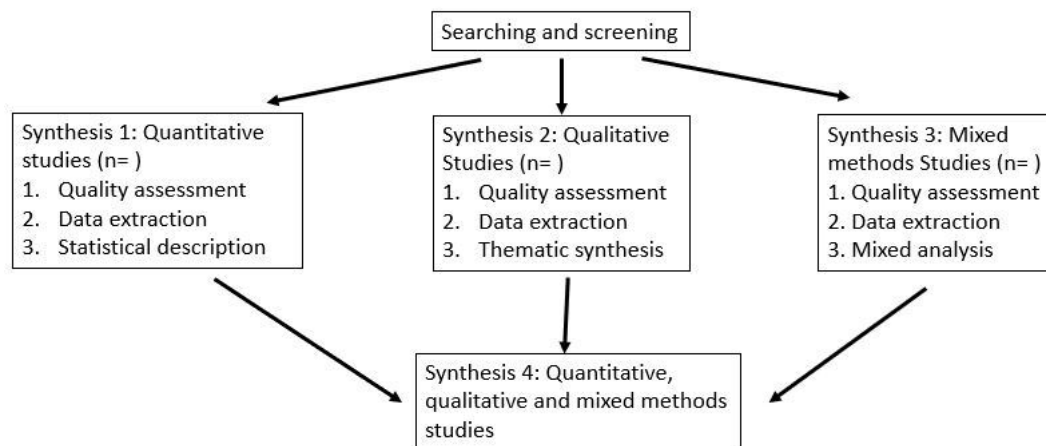 Searching and screening
Synthesis 1: Quantitative
studies (n= )
1. Quality assessment
2. Data extraction
3. Statistical description
Synthesis 2: Qualitative
Studies (n= )
1. Quality assessment
2. Data extraction
3. Thematic synthesis
Synthesis 3: Mixed
methods Studies (n= )
1. Quality assessment
2. Data extraction
3. Mixed analysis
Synthesis 4: Quantitative,
qualitative and mixed methods
studies